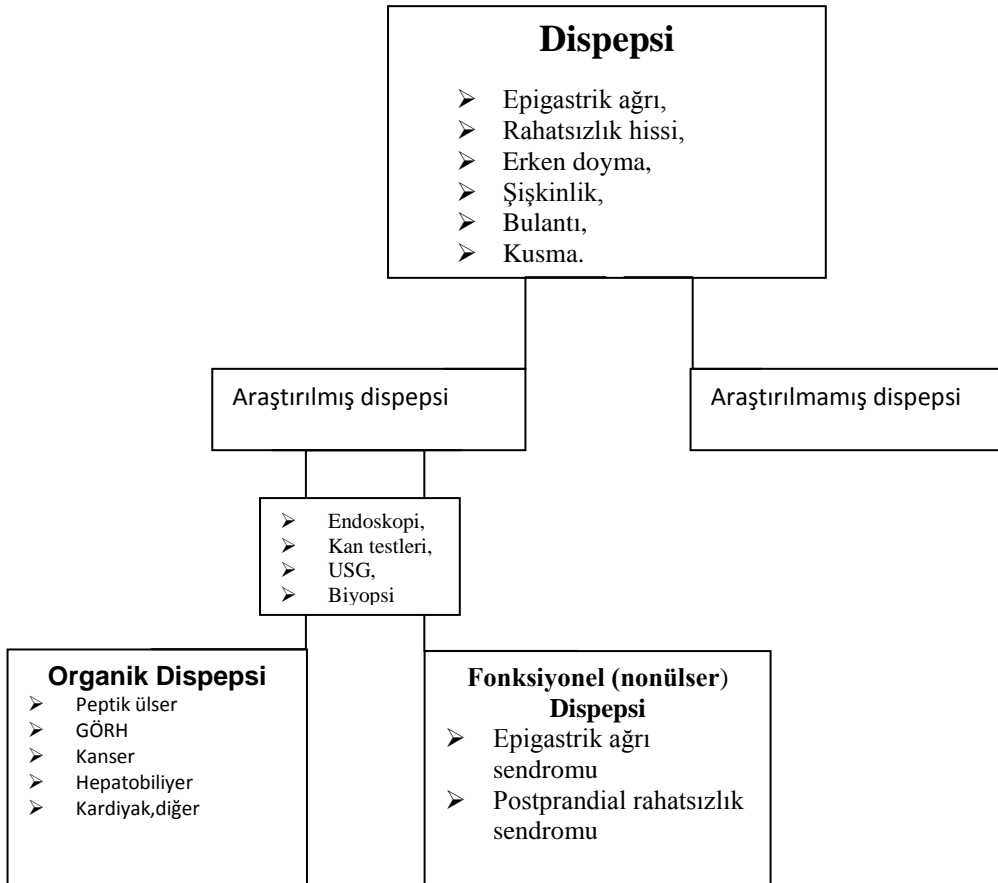 Dispepsi
➢ Epigastrik ağrı,
➢ Rahatsızlık hissi,
➢ Erken doyma,
➢ Şişkinlik,
➢ Bulantı,
➢ Kusma.
Araştırılmış dispepsi
Araştırılmamış dispepsi
➢ Endoskopi,
➢ Kan testleri,
➢ USG,
➢ Biyopsi
Organik Dispepsi
➢ Peptik ülser
➢ GÖRH
➢ Kanser
➢ Hepatobiliyer
➢ Kardiyak,diğer
Fonksiyonel (nonülser)
Dispepsi
➢ Epigastrik ağrı
sendromu
➢ Postprandial rahatsızlık
sendromu